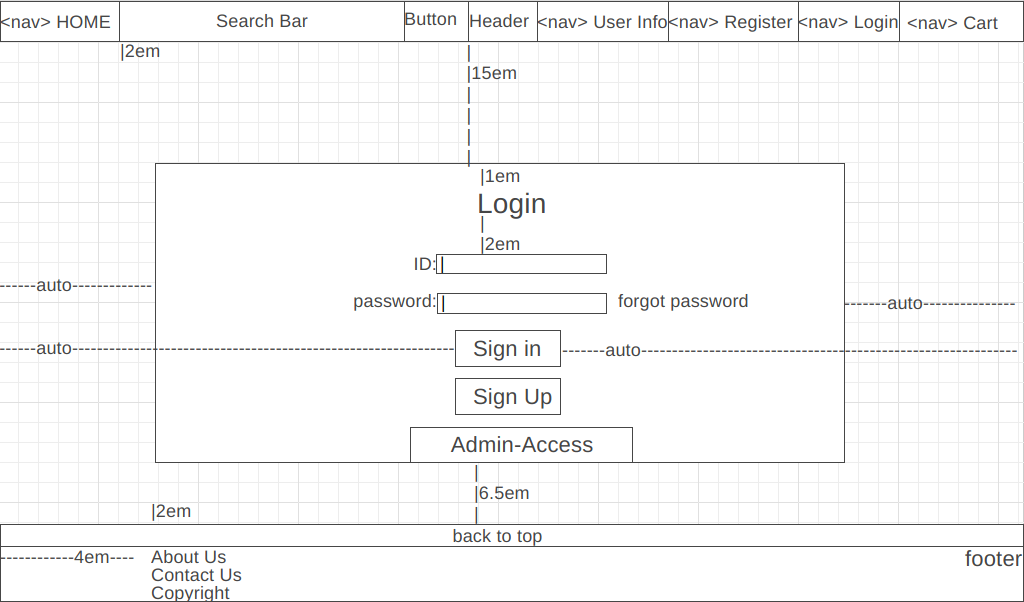 <nav> HOME Search Bar Button Header <nav> User Info <nav> Register <nav> Login <nav> Cart
|2em
|15em
|1em
Login
|2em
ID:
------auto-------------
password: forgot password
-------auto---------------
Sign in
------auto---------------------------------------------------------------
-------auto---------------------------------------------------------------
Sign Up
Admin-Access
|6.5em
|2em
back to top
------------4em----
About Us
footer
Contact Us
Copyright